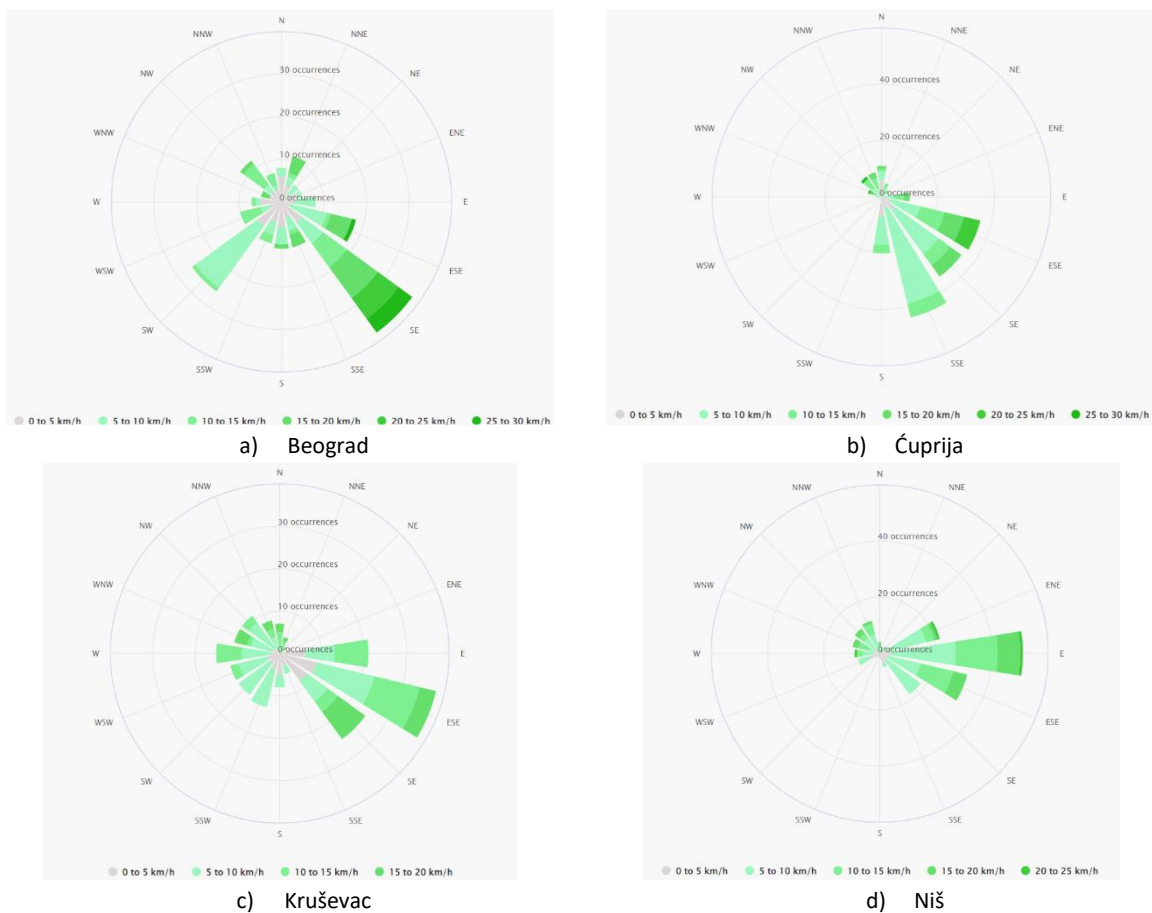 N
NNW NNE
NW NE
30 occurrences
20 occurrences
WNW ENE
10 occurrences
0 occurrences
W E
WSW ESE
SW SE
SSW SSE
S
0 to 5 km/h 5 to 10 km/h 10 to 15 km/h 15 to 20 km/h 20 to 25 km/h 25 to 30 km/h
a) Beograd
N
NNW NNE
NW NE
40 occurrences
WNW ENE
20 occurrences
0 occurrences
W E
WSW ESE
SW SE
SSW SSE
S
0 to 5 km/h 5 to 10 km/h 10 to 15 km/h 15 to 20 km/h 20 to 25 km/h 25 to 30 km/h
b) Ćuprija
N
NNW NNE
30 occurrences
NW NE
20 occurrences
WNW ENE
10 occurrences
0 occurrences
W E
WSW ESE
SW SE
SSW SSE
S
0 to 5 km/h 5 to 10 km/h 10 to 15 km/h 15 to 20 km/h
c) Kruševac
N
NNW NNE
NW NE
40 occurrences
WNW ENE
20 occurrences
0 occurrences
W E
WSW ESE
SW SE
SSW SSE
S
0 to 5 km/h 5 to 10 km/h 10 to 15 km/h 15 to 20 km/h 20 to 25 km/h
d) Niš